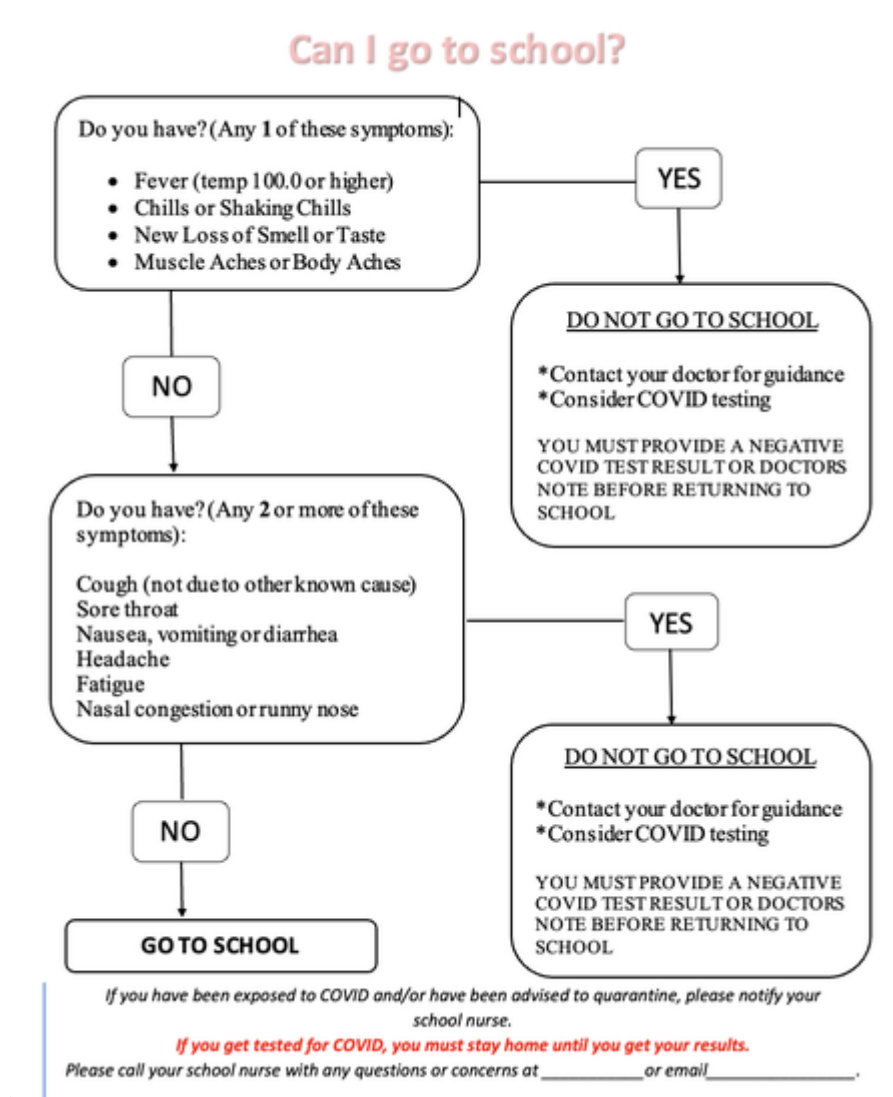 Can I go to school?
Do you have? (Any 1 of these symptoms):
• Fever (temp 100.0 or higher)
• Chills or Shaking Chills
• New Loss of Smell or Taste
• Muscle Aches or Body Aches
YES
DO NOT GO TO SCHOOL
*Contact your doctor for guidance
*Consider COVID testing
YOU MUST PROVIDE A NEGATIVE
COVID TEST RESULT OR DOCTORS
NOTE BEFORE RETURNING TO
SCHOOL
NO
Do you have? (Any 2 or more of these
symptoms):
Cough (not due to other known cause)
Sore throat
Nausea, vomiting or diarrhea
Headache
Fatigue
Nasal congestion or runny nose
YES
DO NOT GO TO SCHOOL
*Contact your doctor for guidance
*Consider COVID testing
YOU MUST PROVIDE A NEGATIVE
COVID TEST RESULT OR DOCTORS
NOTE BEFORE RETURNING TO
SCHOOL
NO
GO TO SCHOOL
If you have been exposed to COVID and/or have been advised to quarantine, please notify your
school nurse.
If you get tested for COVID, you must stay home until you get your results.
Please call your school nurse with any questions or concerns at ____________ or email_________________.